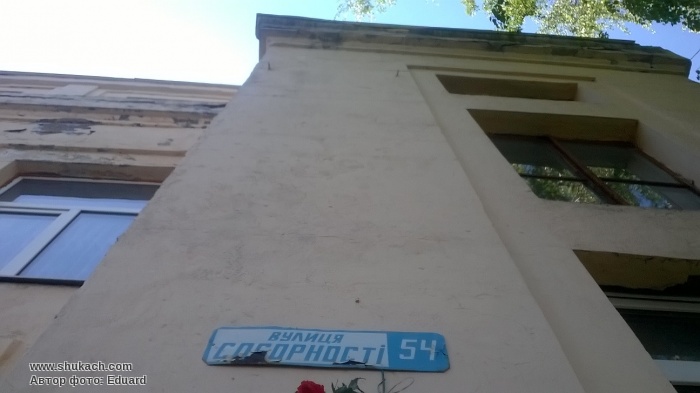 ВУЛИЦЯ
СОБОРНОСТІ 54
www.shukach.com
Автор фото: Eduard